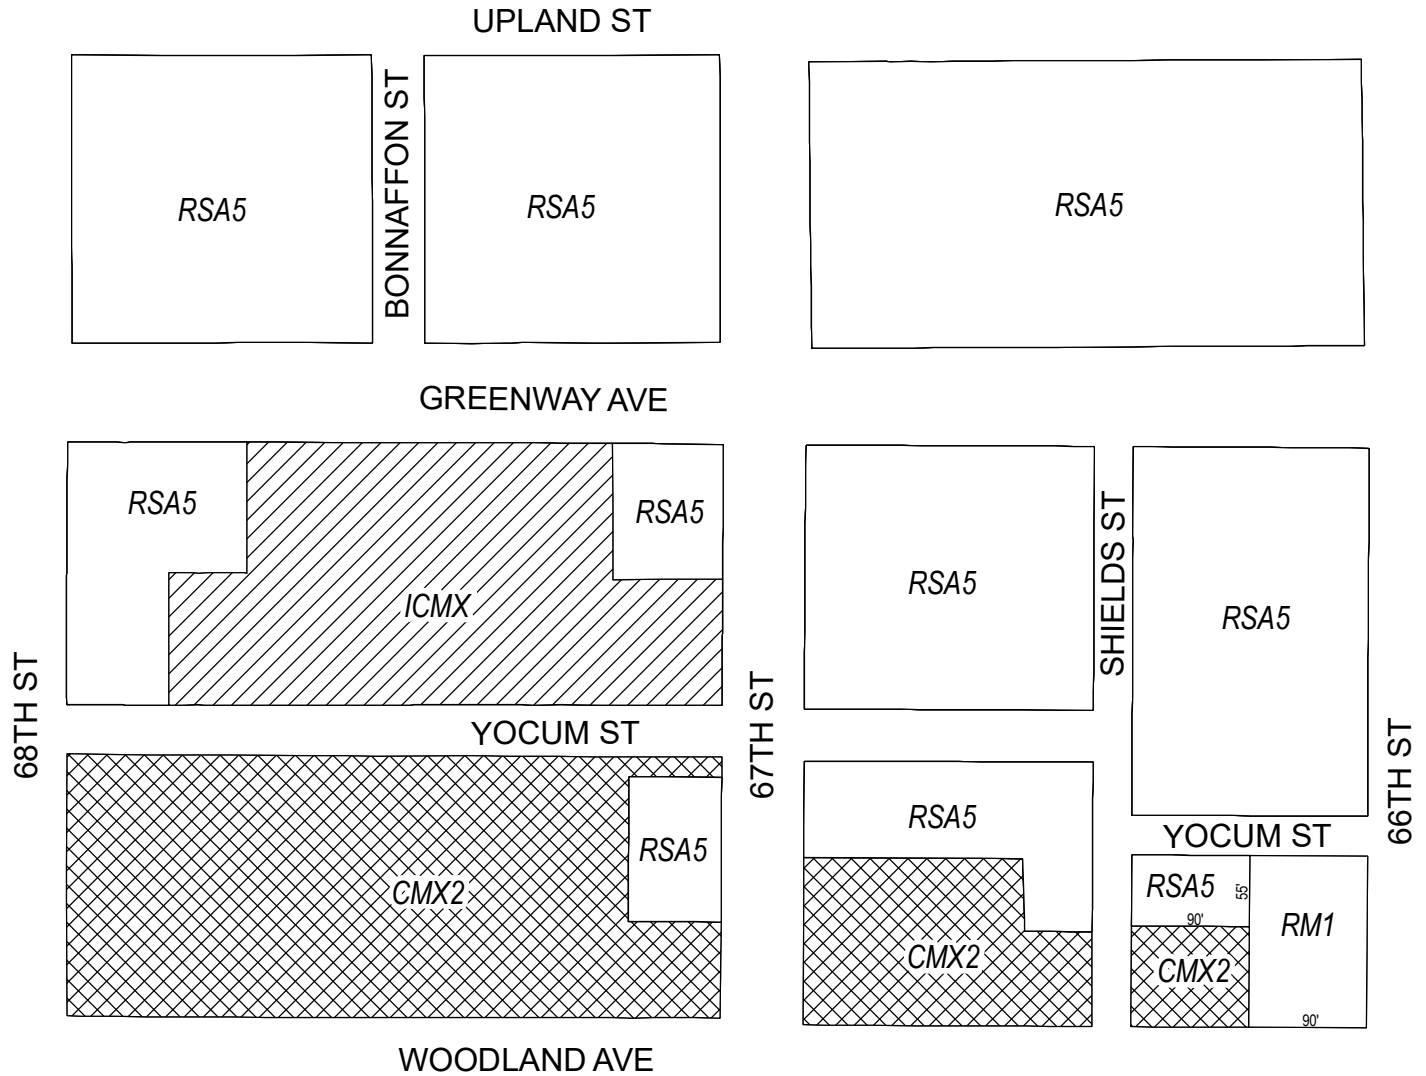 UPLAND ST
BONNAFFON ST
RSA5
RSA5
RSA5
GREENWAY AVE
RSA5
RSA5
ICMX
RSA5
SHIELDS ST
RSA5
68TH ST
YOCUM ST
67TH ST
66TH ST
RSA5
CMX2
RSA5
CMX2
YOCUM ST
RSA5
55'
90'
RM1
CMX2
90'
WOODLAND AVE